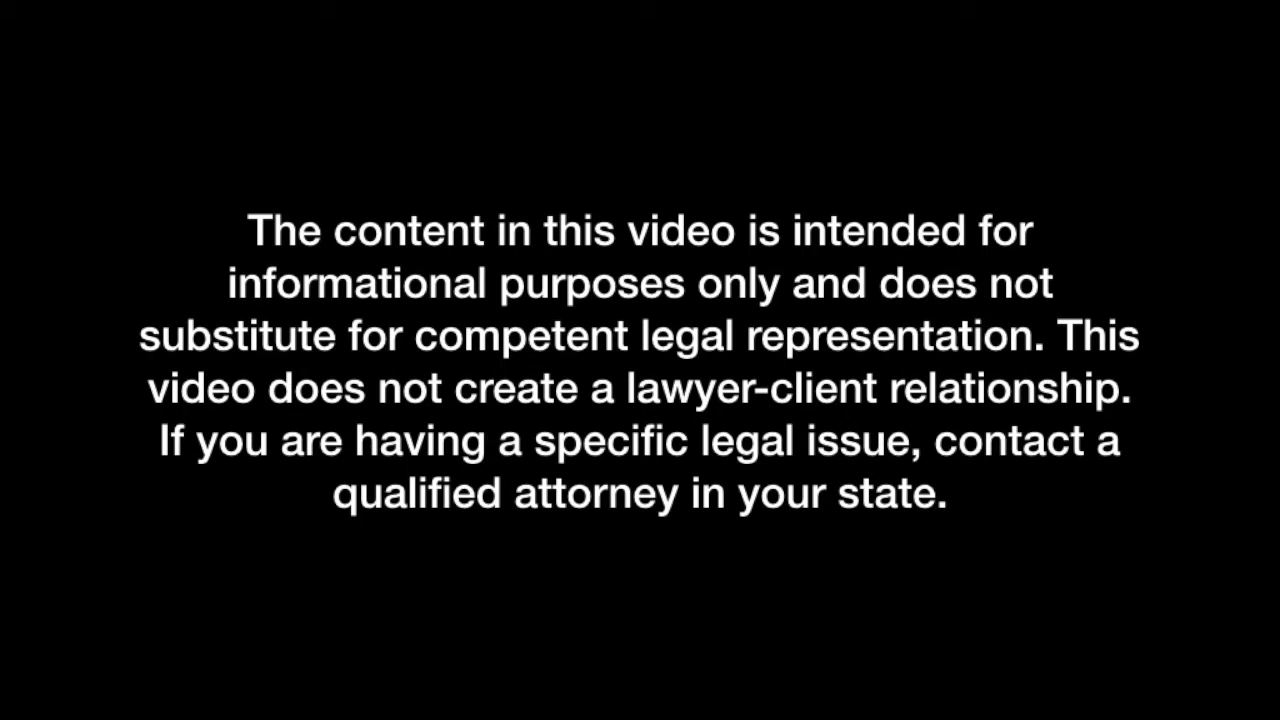 The content in this video is intended for
informational purposes only and does not
substitute for competent legal representation. This
video does not create a lawyer-client relationship.
If you are having a specific legal issue, contact a
qualified attorney in your state.